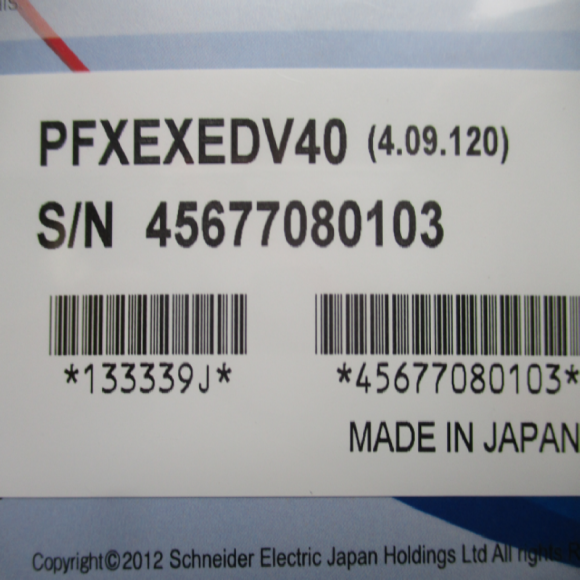 PFXEXEDV40 (4.09.120)
S/N 45677080103
*133339J* *45677080103*
MADE IN JAPAN
Copyright©2012 Schneider Electric Japan Holdings Ltd All rights